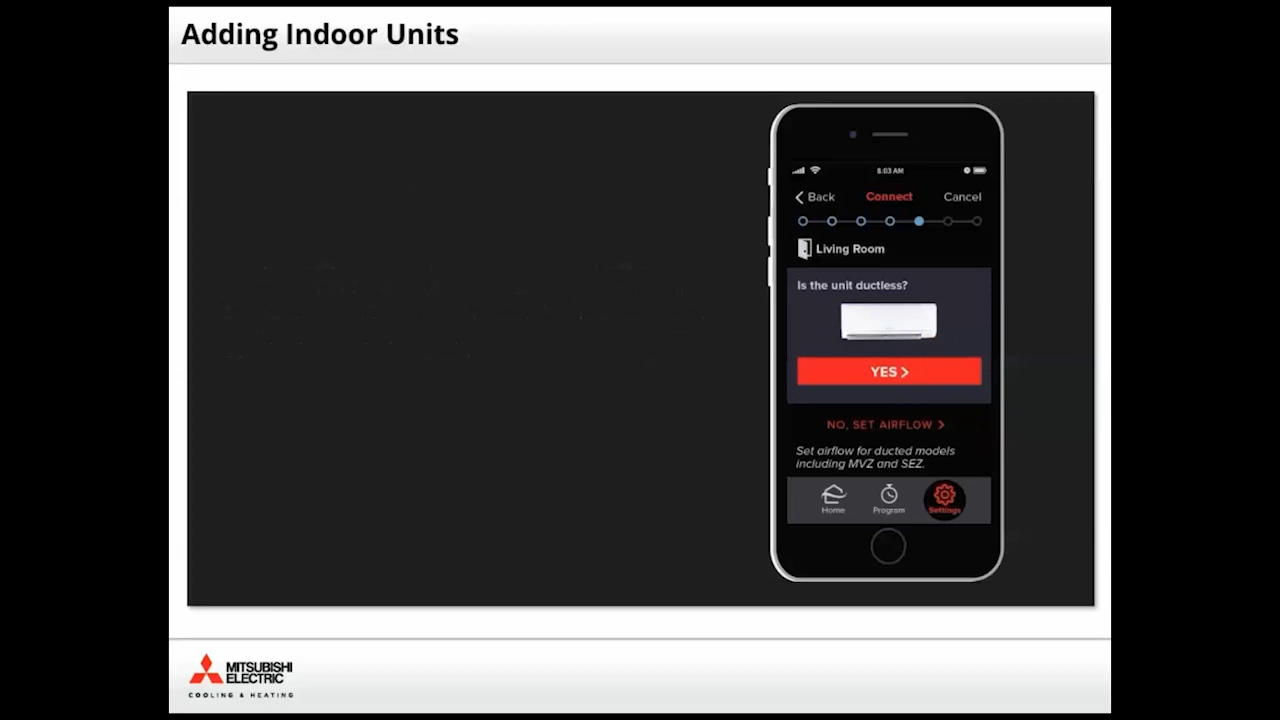 Adding Indoor Units
8:03 AM
Back Connect Cancel
Living Room
Is the unit ductless?
YES >
NO, SET AIRFLOW >
Set airflow for ducted models
including MVZ and SEZ.
Home Program Settings
MITSUBISHI
ELECTRIC
COOLING & HEATING